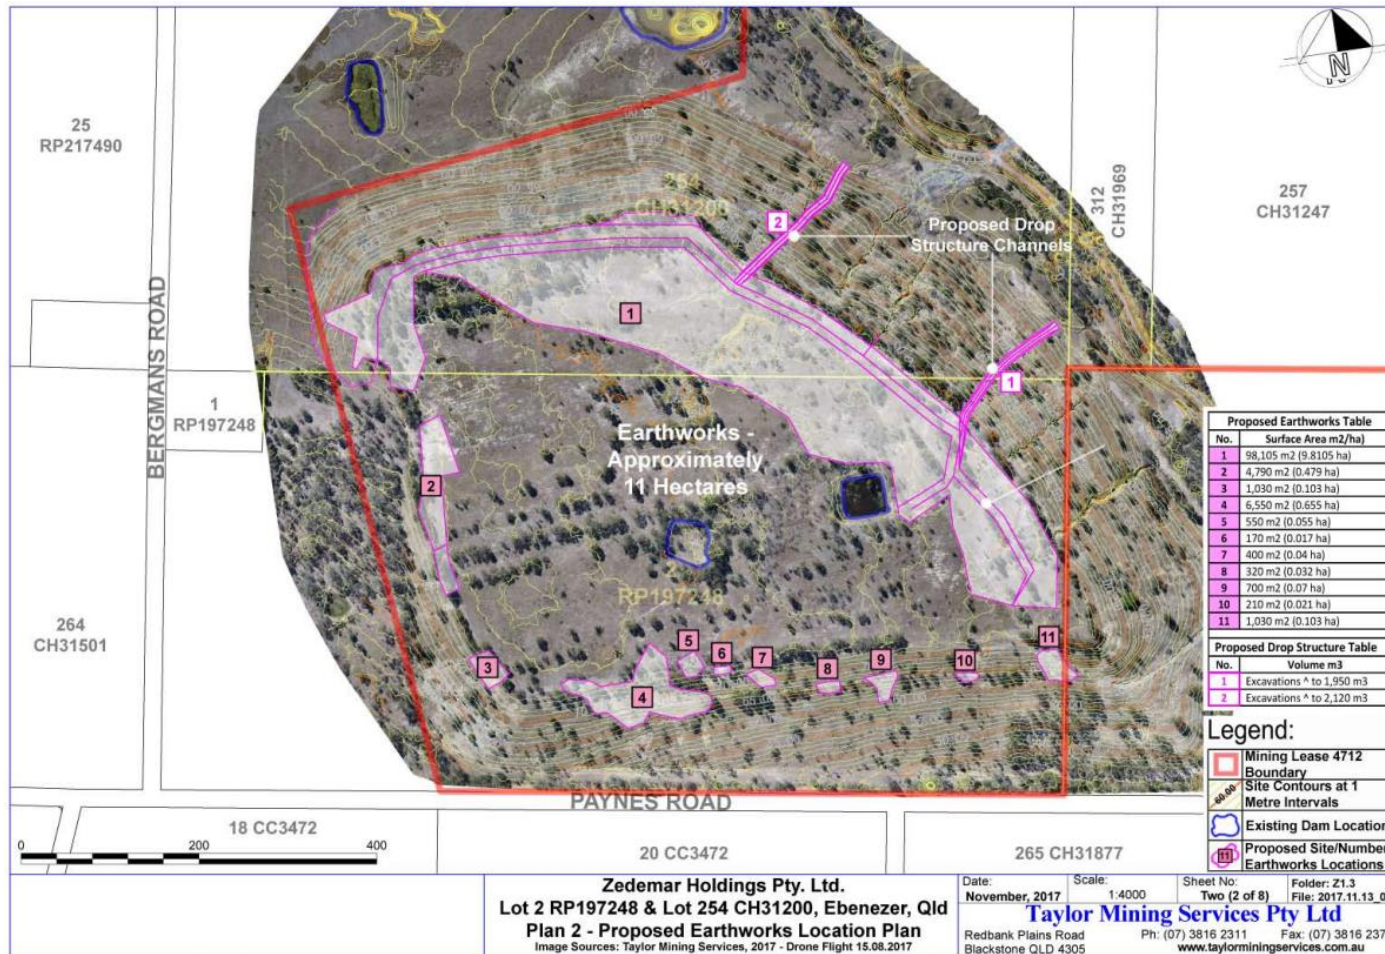 25
RP217490
312
CH31969
257
CH31247
254
CH31200
2
Proposed Drop
Structure Channels
1
1
BERGMANS ROAD
1
RP197248
Earthworks -
Approximately
11 Hectares
2
RP197248
264
CH31501
3
4
5
6
7
8
9
10
11
PAYNES ROAD
18 CC3472
20 CC3472
265 CH31877
0 200 400
N
Proposed Earthworks Table
No. Surface Area m2/ha)
1 98,105 m2 (9.8105 ha)
2 4,790 m2 (0.479 ha)
3 1,030 m2 (0.103 ha)
4 6,550 m2 (0.655 ha)
5 550 m2 (0.055 ha)
6 170 m2 (0.017 ha)
7 400 m2 (0.04 ha)
8 320 m2 (0.032 ha)
9 700 m2 (0.07 ha)
10 210 m2 (0.021 ha)
11 1,030 m2 (0.103 ha)
Proposed Drop Structure Table
No. Volume m3
1 Excavations ^ to 1,950 m3
2 Excavations ^ to 2,120 m3
Legend:
Mining Lease 4712
Boundary
60.00
Site Contours at 1
Metre Intervals
Existing Dam Location
11
Proposed Site/Number
Earthworks Locations
Zedemar Holdings Pty. Ltd.
Lot 2 RP197248 & Lot 254 CH31200, Ebenezer, Qld
Plan 2 - Proposed Earthworks Location Plan
Image Sources: Taylor Mining Services, 2017 - Drone Flight 15.08.2017
Date:
November, 2017
Scale:
1:4000
Sheet No:
Two (2 of 8)
Folder: Z1.3
File: 2017.11.13_0
Taylor Mining Services Pty Ltd
Redbank Plains Road Ph: (07) 3816 2311 Fax: (07) 3816 237
Blackstone QLD 4305 www.taylorminingservices.com.au